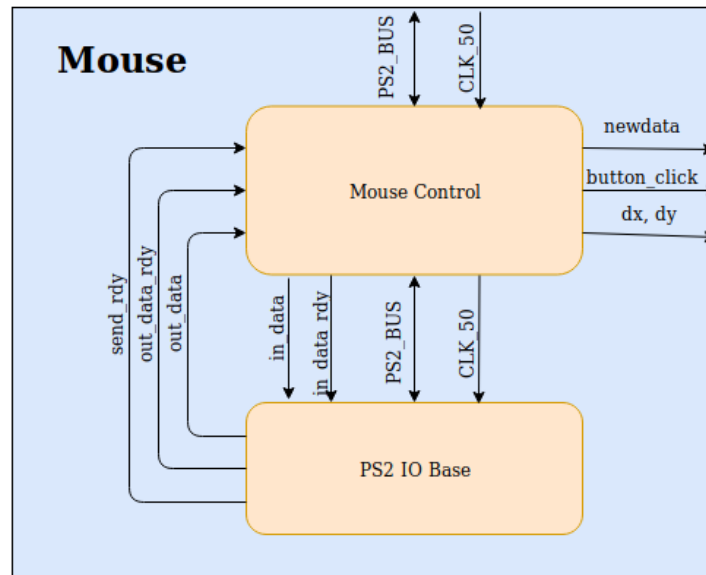 Mouse
PS2_BUS
CLK_50
newdata
button_click
dx, dy
Mouse Control
send_rdy
out_data_rdy
out_data
in_data
in_data_rdy
PS2_BUS
CLK_50
PS2 IO Base